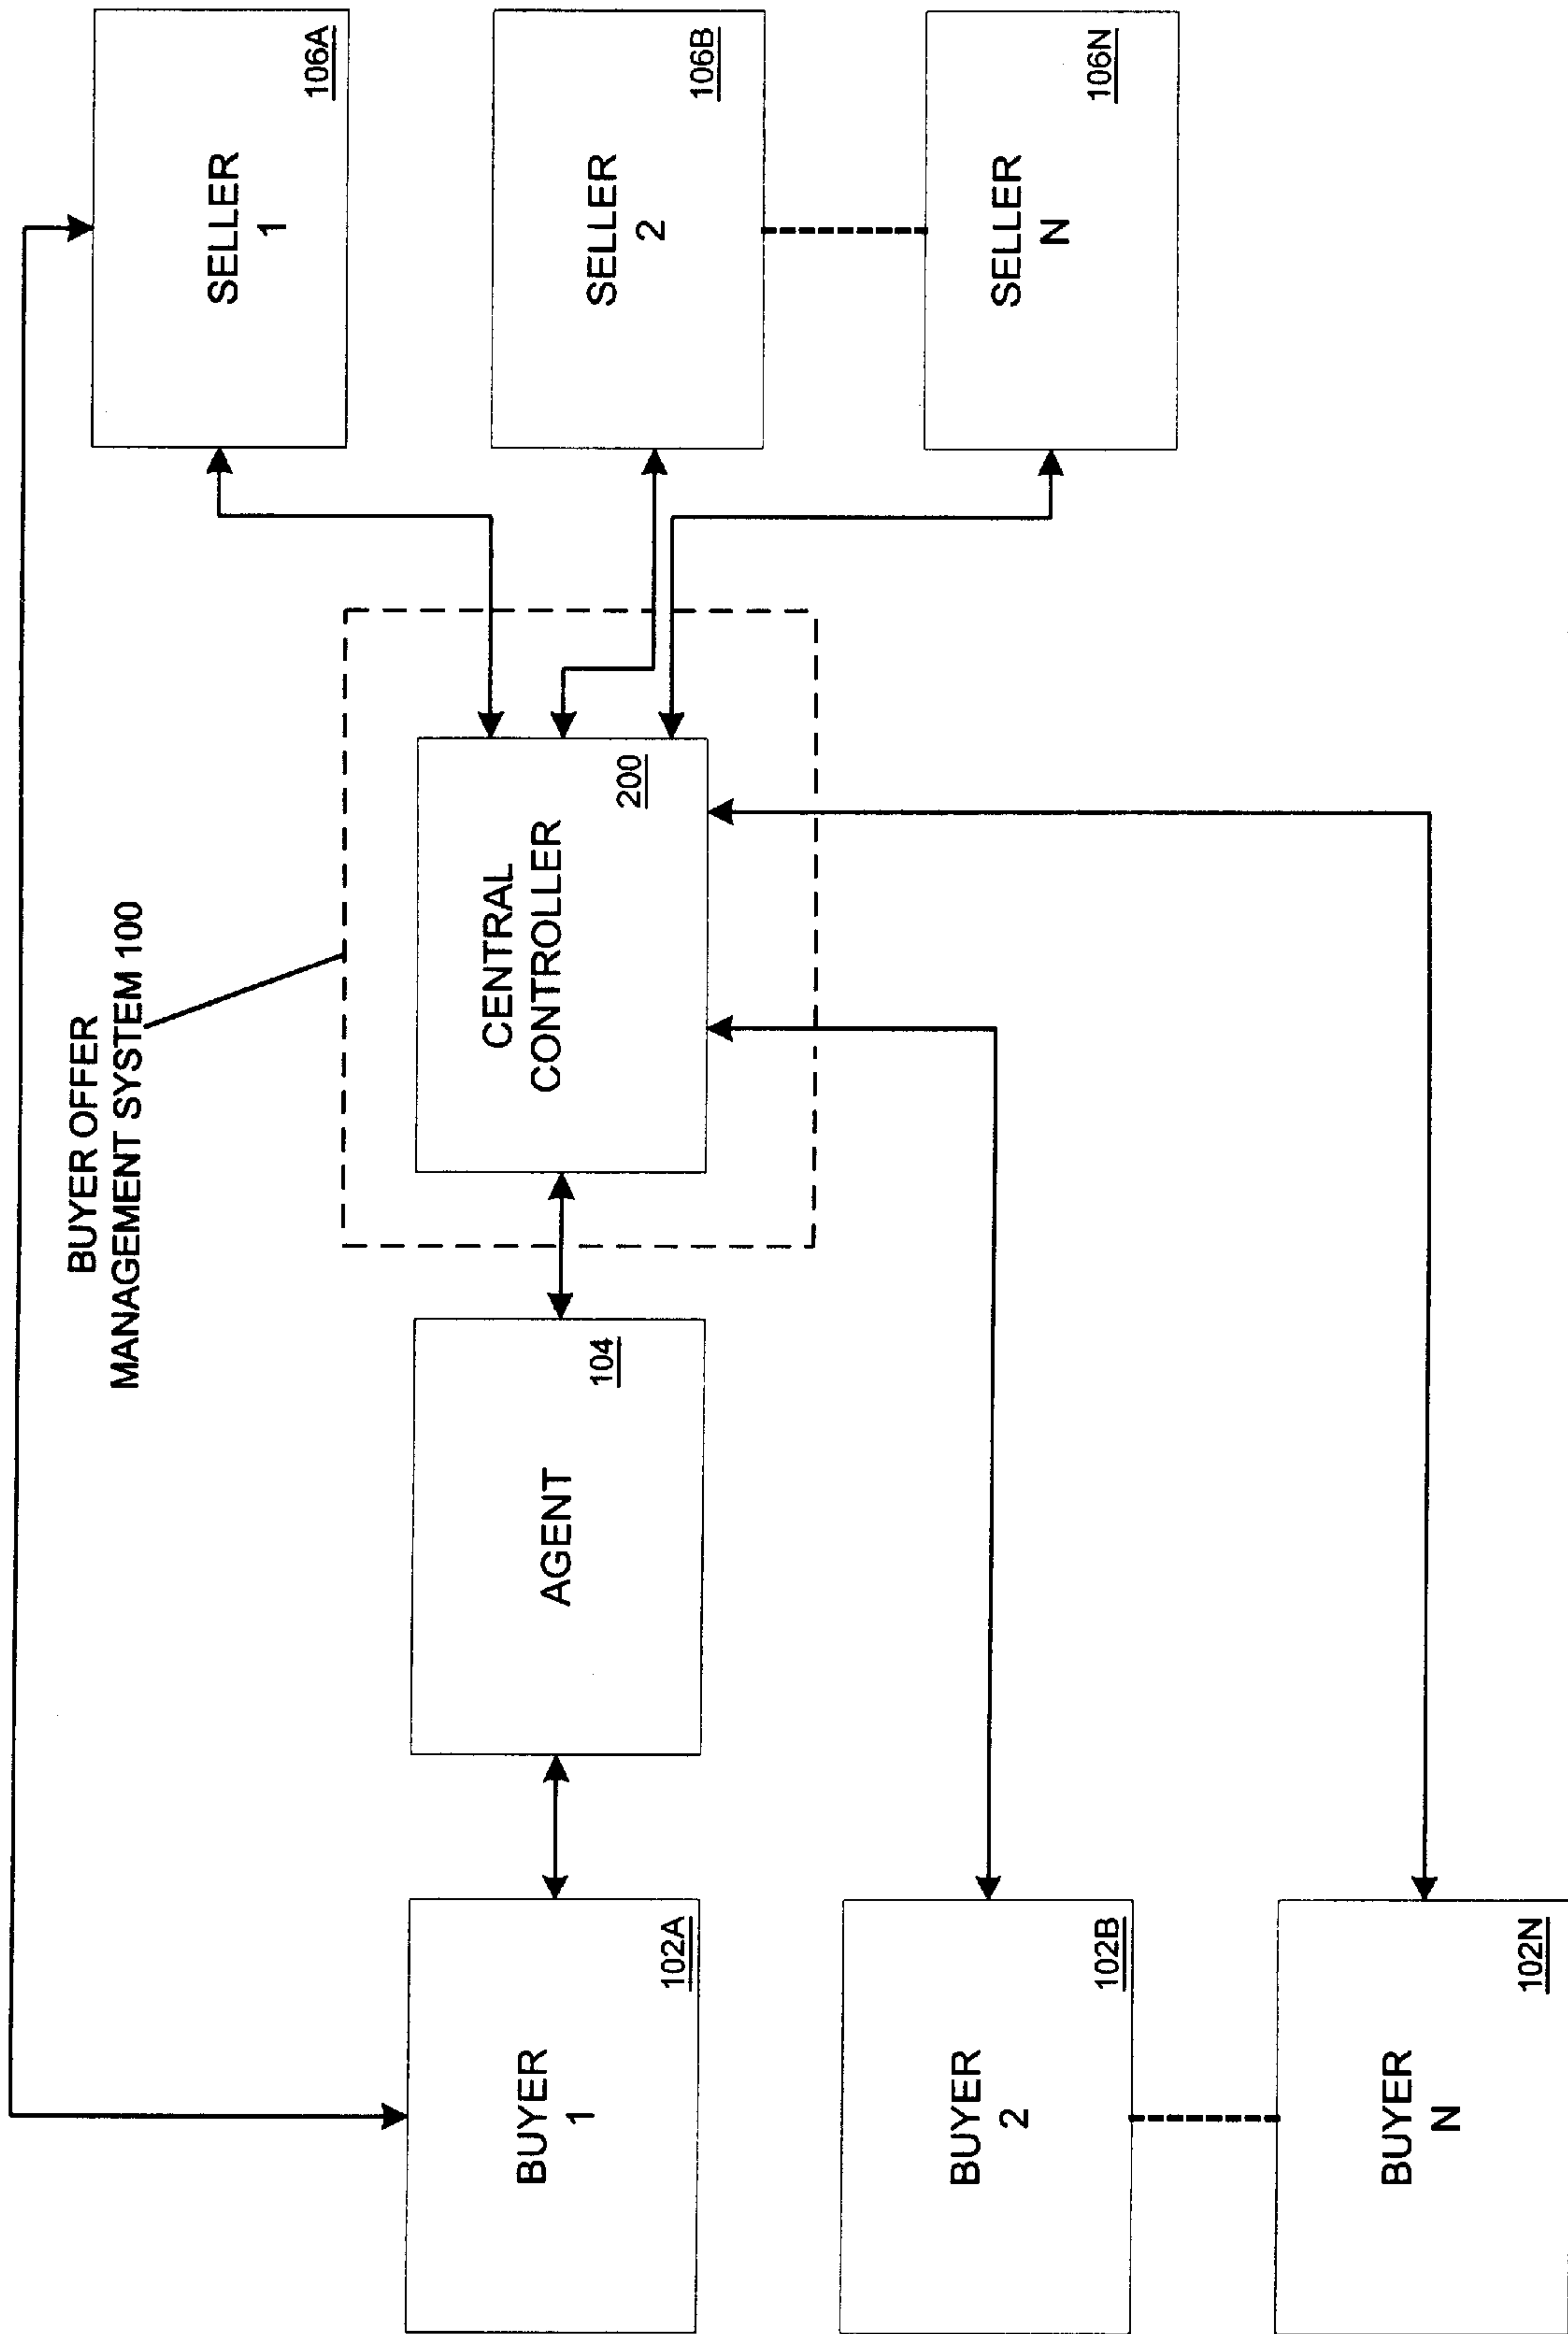 BUYER OFFER
MANAGEMENT SYSTEM 100
BUYER
1
102A
AGENT
104
CENTRAL
CONTROLLER
200
SELLER
1
106A
BUYER
2
102B
SELLER
2
106B
BUYER
N
102N
SELLER
N
106N